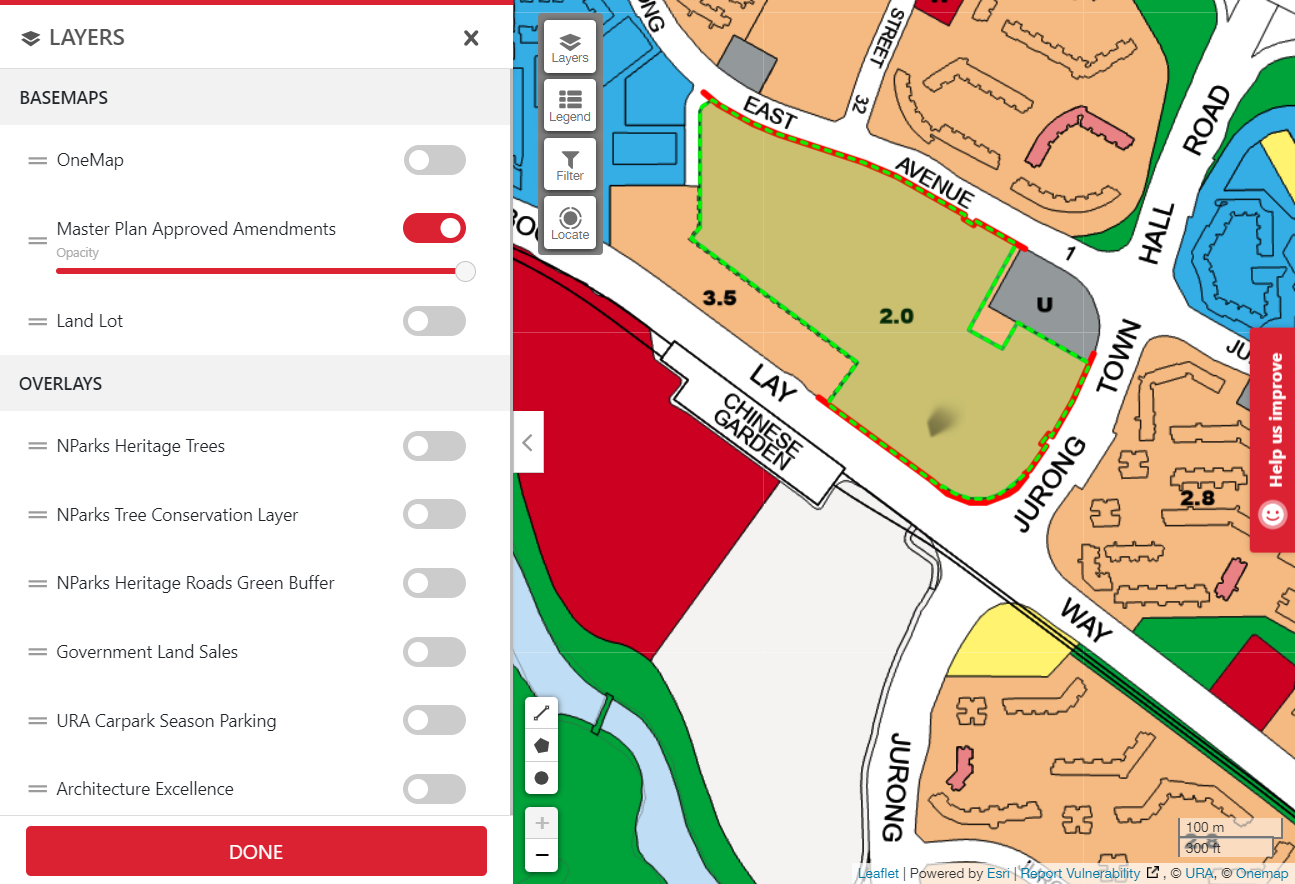 LAYERS
BASEMAPS
OneMap
Master Plan Approved Amendments
Opacity
Land Lot
OVERLAYS
NParks Heritage Trees
NParks Tree Conservation Layer
NParks Heritage Roads Green Buffer
Government Land Sales
URA Carpark Season Parking
Architecture Excellence
DONE
Layers
Legend
Filter
Locate
STREET
32
EAST
AVENUE
1
ROAD
HALL
TOWN
JURONG
3.5
2.0
U
LAY
CHINESE
GARDEN
2.8
WAY
JURONG
Help us improve
100 m
300 ft
Leaflet | Powered by Esri | Report Vulnerability , © URA, © Onemap